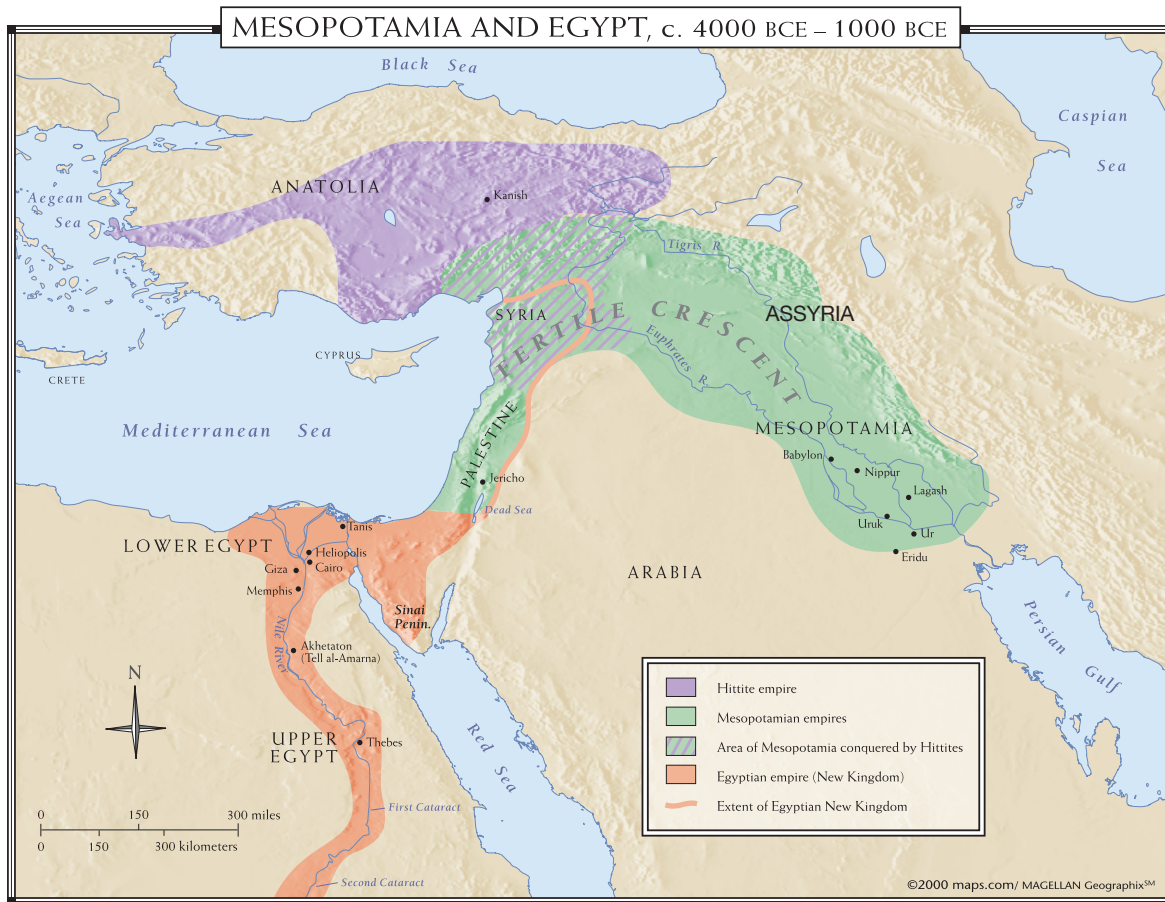 MESOPOTAMIA AND EGYPT, c. 4000 BCE – 1000 BCE
Black Sea
Caspian
Sea
ANATOLIA
Kanish
Aegean
Sea
Tigris R.
SYRIA
FERTILE CRESCENT
ASSYRIA
Euphrates R.
CYPRUS
CRETE
Mediterranean Sea
PALESTINE
MESOPOTAMIA
Babylon
Nippur
Jericho
Lagash
Dead Sea
Uruk
Ur
Eridu
Tanis
LOWER EGYPT
Heliopolis
Cairo
Giza
Memphis
ARABIA
Sinai
Penin.
Nile River
Akhetaton
(Tell al-Amarna)
Persian Gulf
N
Red Sea
UPPER
EGYPT
Thebes
First Cataract
Second Cataract
0 150 300 miles
0 150 300 kilometers
Hittite empire
Mesopotamian empires
Area of Mesopotamia conquered by Hittites
Egyptian empire (New Kingdom)
Extent of Egyptian New Kingdom
©2000 maps.com/ MAGELLAN Geographix℠